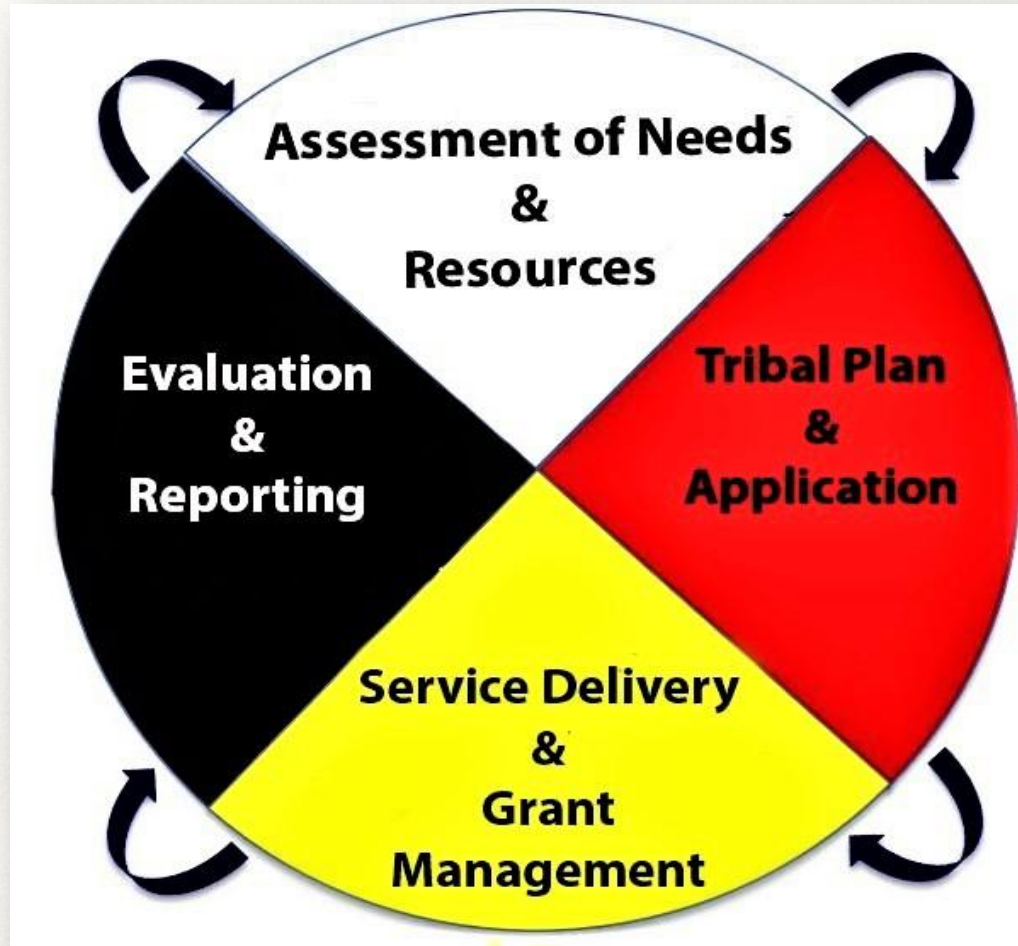 Assessment of Needs
&
Resources
Tribal Plan
&
Application
Service Delivery
&
Grant
Management
Evaluation
&
Reporting